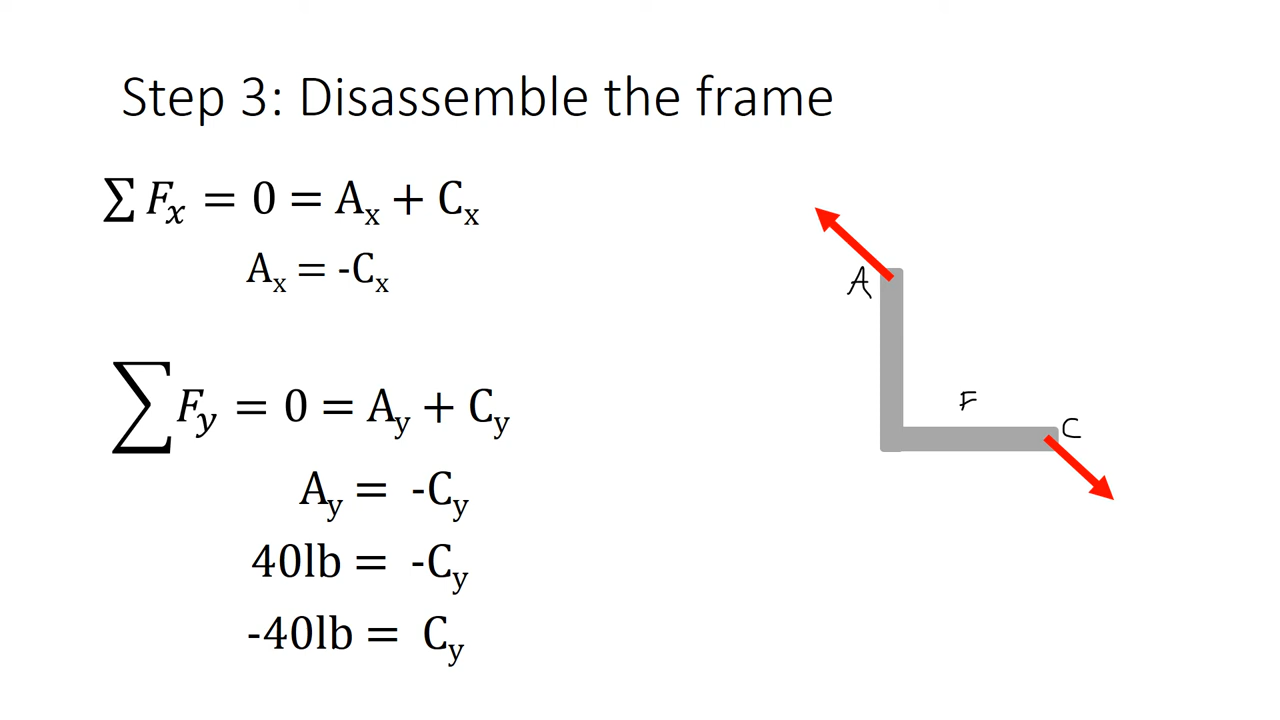 Step 3: Disassemble the frame
∑ Fx = 0 = Ax + Cx
Ax = -Cx
∑ Fy = 0 = Ay + Cy
Ay = -Cy
40lb = -Cy
-40lb = Cy
A
F
C